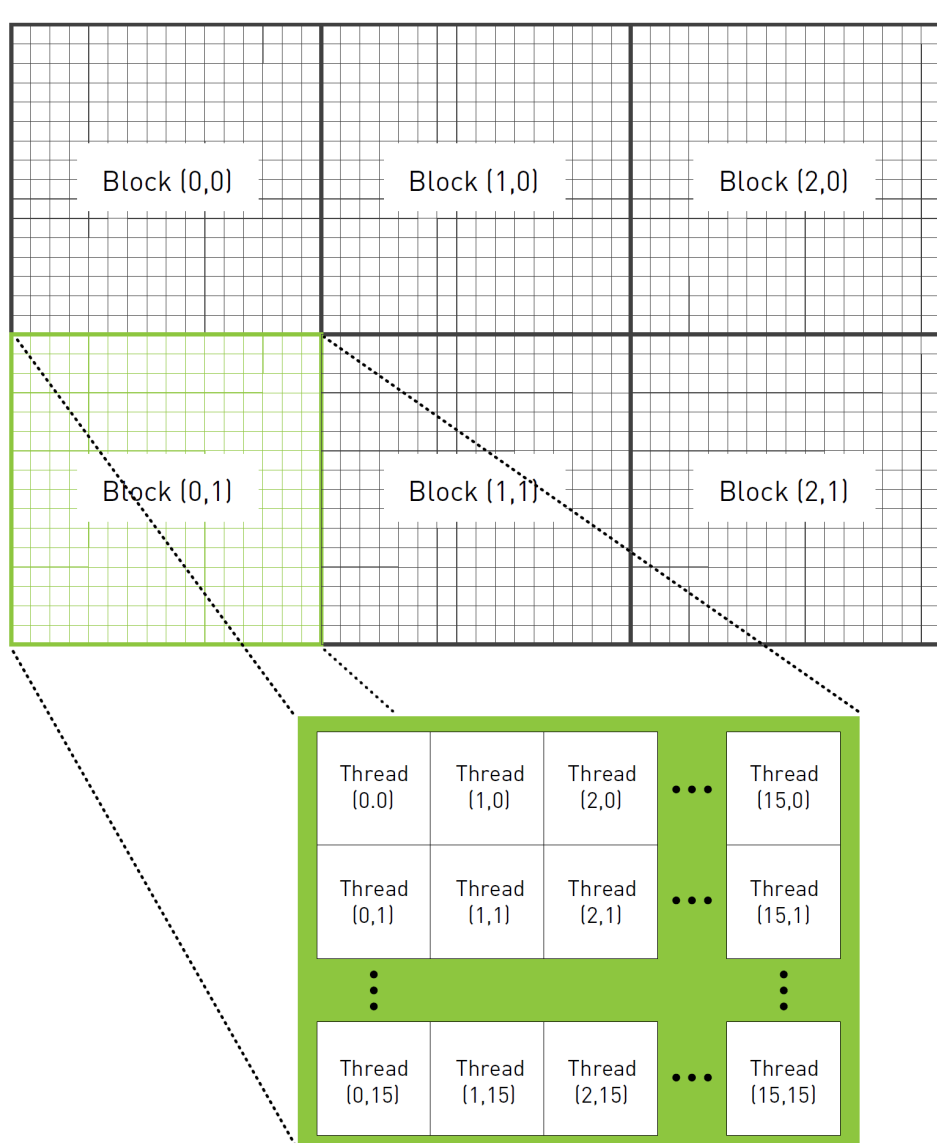 Block (0,0)
Block (1,0)
Block (2,0)
Block (0,1)
Block (1,1)
Block (2,1)
Thread
(0.0)
Thread
(1,0)
Thread
(2,0)
Thread
(15,0)
Thread
(0,1)
Thread
(1,1)
Thread
(2,1)
Thread
(15,1)
Thread
(0,15)
Thread
(1,15)
Thread
(2,15)
Thread
(15,15)